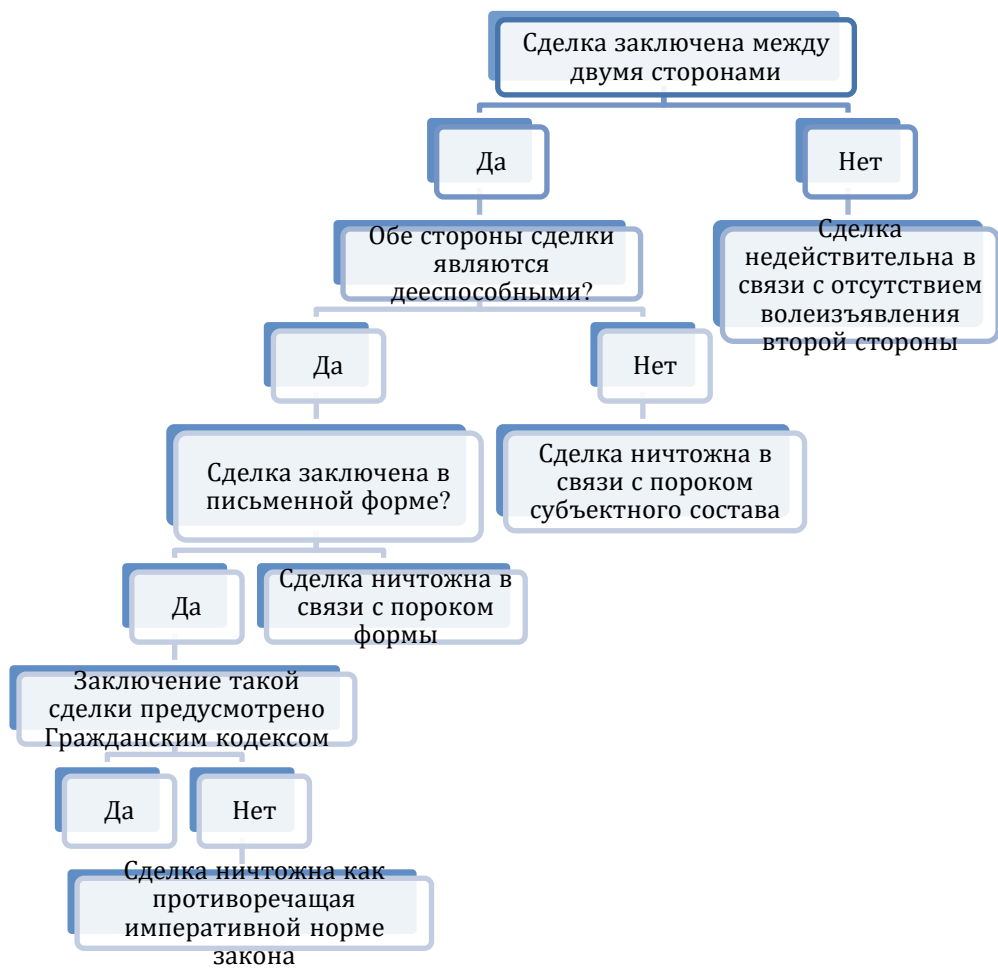 Сделка заключена между
двумя сторонами
Да
Нет
Обе стороны сделки
являются
дееспособными?
Сделка
недействительна в
связи с отсутствием
волеизъявления
второй стороны
Да
Нет
Сделка заключена в
письменной форме?
Сделка ничтожна в
связи с пороком
субъектного состава
Да
Сделка ничтожна в
связи с пороком
формы
Заключение такой
сделки предусмотрено
Гражданским кодексом
Да
Нет
Сделка ничтожна как
противоречащая
императивной норме
закона